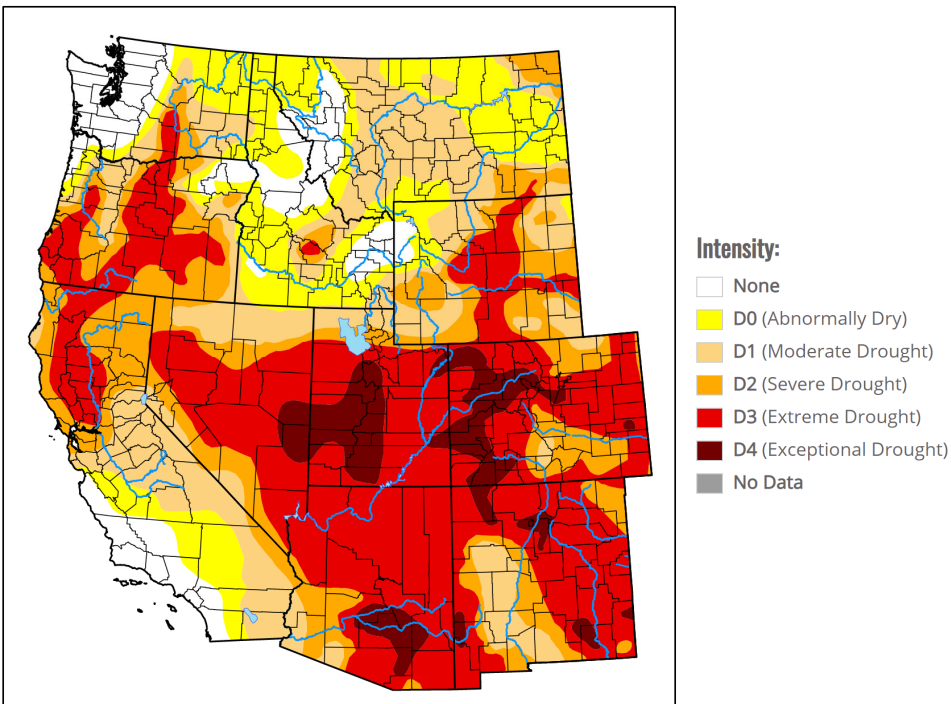 Intensity:
None
D0 (Abnormally Dry)
D1 (Moderate Drought)
D2 (Severe Drought)
D3 (Extreme Drought)
D4 (Exceptional Drought)
No Data